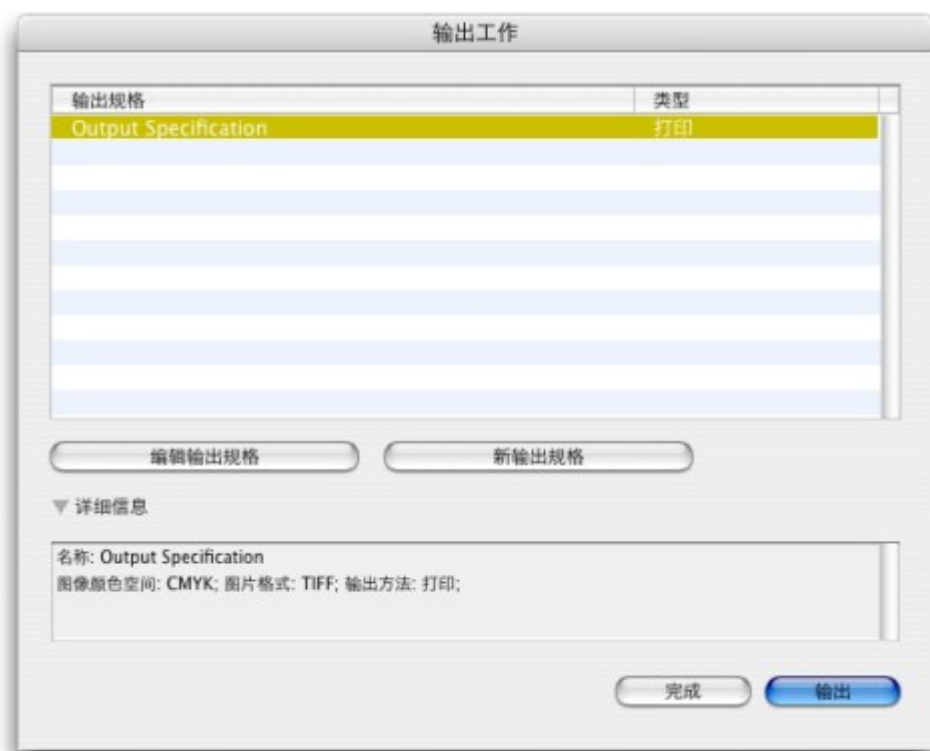 输出工作
输出规格 类型
Output Specification 打印
编辑输出规格 新输出规格
详细信息
名称: Output Specification
图像颜色空间: CMYK; 图片格式: TIFF; 输出方法: 打印;
完成 输出